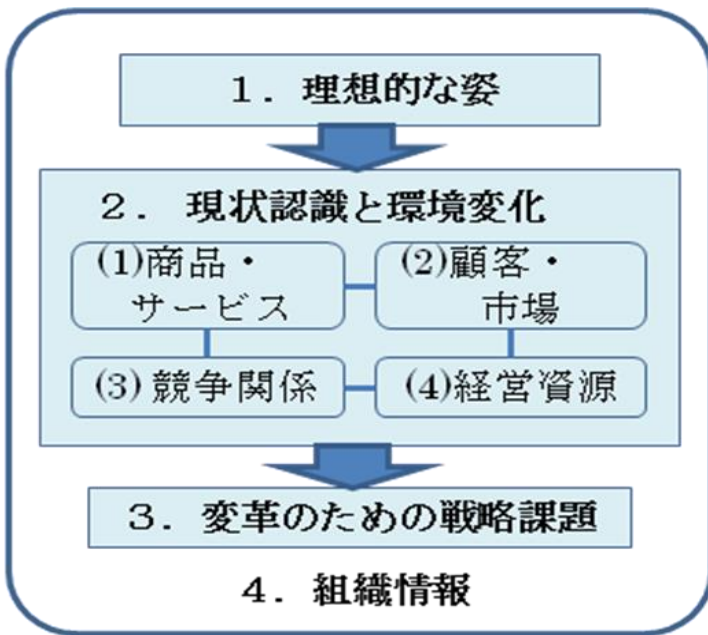 １．理想的な姿
２． 現状認識と環境変化
(1)商品・
サービス
(2)顧客・
市場
(3)競争関係
(4)経営資源
３．変革のための戦略課題
４．組織情報